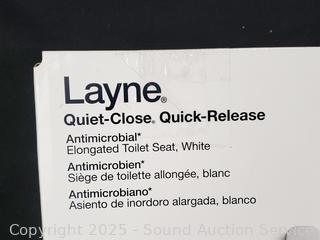 Layne®
Quiet-Close® Quick-Release
Antimicrobial*
Elongated Toilet Seat, White
Antimicrobien*
Siège de toilette allongée, blanc
Antimicrobiano*
Asiento de inordoro alargada, blanco
Copyright 2025 - Sound Auction Service